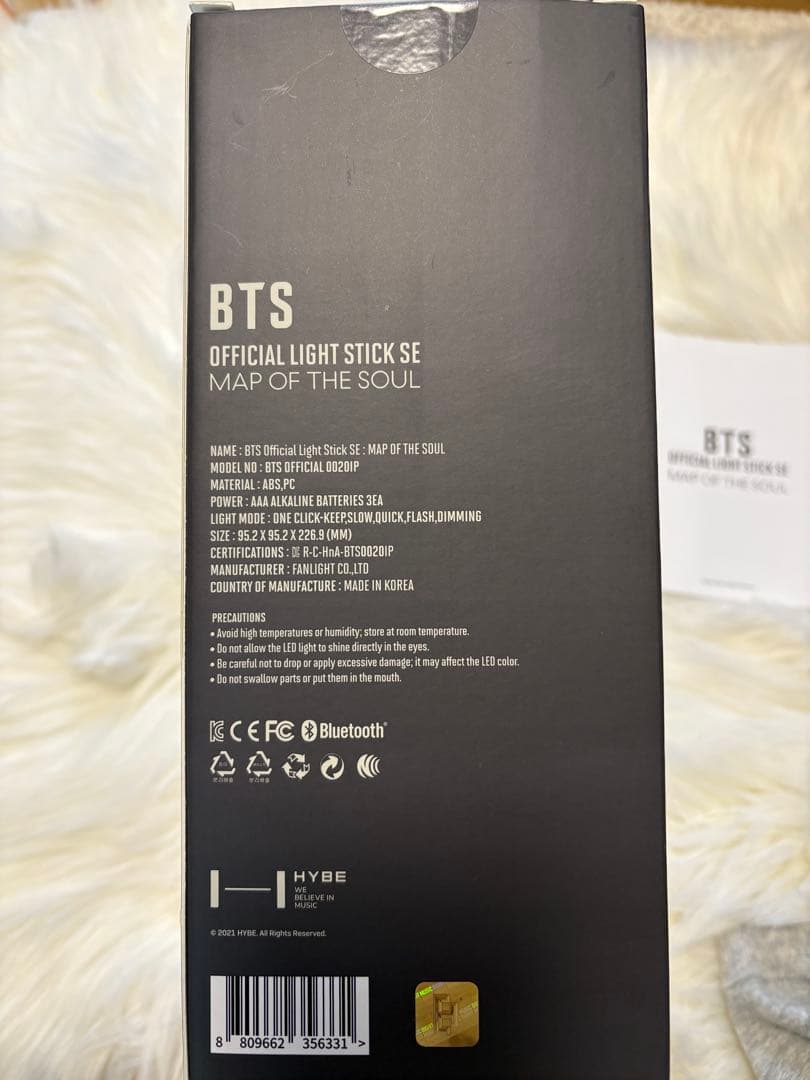 BTS
OFFICIAL LIGHT STICK SE
MAP OF THE SOUL
NAME : BTS Official Light Stick SE : MAP OF THE SOUL
MODEL NO : BTS OFFICIAL 0020IP
MATERIAL : ABS,PC
POWER : AAA ALKALINE BATTERIES 3EA
LIGHT MODE : ONE CLICK-KEEP,SLOW,QUICK,FLASH,DIMMING
SIZE : 95.2 X 95.2 X 226.9 (MM)
CERTIFICATIONS : R-C-HnA-BTS0020IP
MANUFACTURER : FANLIGHT CO.,LTD
COUNTRY OF MANUFACTURE : MADE IN KOREA
PRECAUTIONS
• Avoid high temperatures or humidity; store at room temperature.
• Do not allow the LED light to shine directly in the eyes.
• Be careful not to drop or apply excessive damage; it may affect the LED color.
• Do not swallow parts or put them in the mouth.
CE FC Bluetooth®
HYBE
WE
BELIEVE IN
MUSIC
© 2021 HYBE. All Rights Reserved.
8 809662 356331 >
BTS
OFFICIAL LIGHT STICK SE
MAP OF THE SOUL